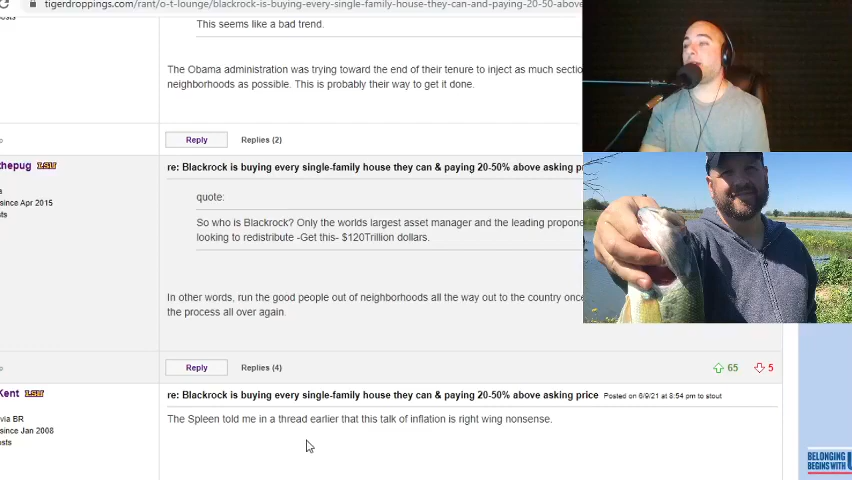 tigerdroppings.com/rant/o-t-lounge/blackrock-is-buying-every-single-family-house-they-can-and-paying-20-50-above
This seems like a bad trend.
The Obama administration was trying toward the end of their tenure to inject as much sectio
neighborhoods as possible. This is probably their way to get it done.
Reply Replies (2)
thepug LSU
re: Blackrock is buying every single-family house they can & paying 20-50% above asking pr
since Apr 2015
quote:
So who is Blackrock? Only the worlds largest asset manager and the leading propone
looking to redistribute -Get this- $120Trillion dollars.
In other words, run the good people out of neighborhoods all the way out to the country once
the process all over again.
Reply Replies (4) 65 5
Kent LSU
re: Blackrock is buying every single-family house they can & paying 20-50% above asking price Posted on 6/9/21 at 8:54 pm to stout
via BR
since Jan 2008
osts
The Spleen told me in a thread earlier that this talk of inflation is right wing nonsense.
BELONGING
BEGINS WITH